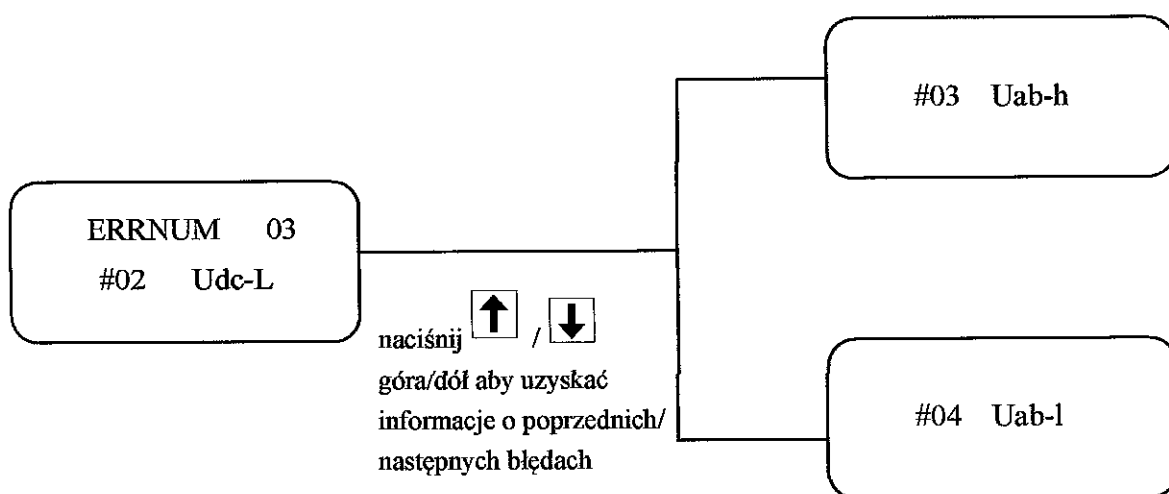 ERRNUM 03
#02 Udc-L
naciśnij / 
góra/dół aby uzyskać
informacje o poprzednich/
następnych błędach
#03 Uab-h
#04 Uab-l